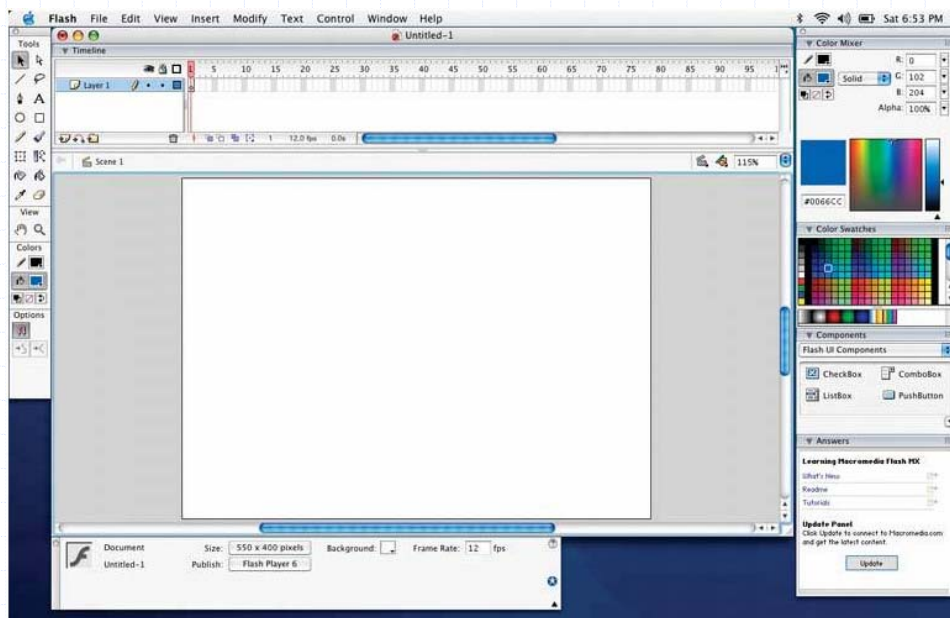 Flash File Edit View Insert Modify Text Control Window Help
Sat 6:53 PM
Untitled-1
Tools
View
Colors
Options
Timeline
1 5 10 15 20 25 30 35 40 45 50 55 60 65 70 75 80 85 90 95
Layer 1
1 12.0 fps 0.0s
Scene 1
115%
Document
Untitled-1
Size: 550 x 400 pixels Background: Frame Rate: 12 fps
Publish: Flash Player 6
Color Mixer
R: 0
Solid G: 102
B: 204
Alpha: 100%
#0066CC
Color Swatches
Components
Flash UI Components
CheckBox ComboBox
ListBox PushButton
Answers
Learning Macromedia Flash MX
What's New
Readme
Tutorials
Update Panel
Click Update to connect to Macromedia.com
and get the latest content.
Update